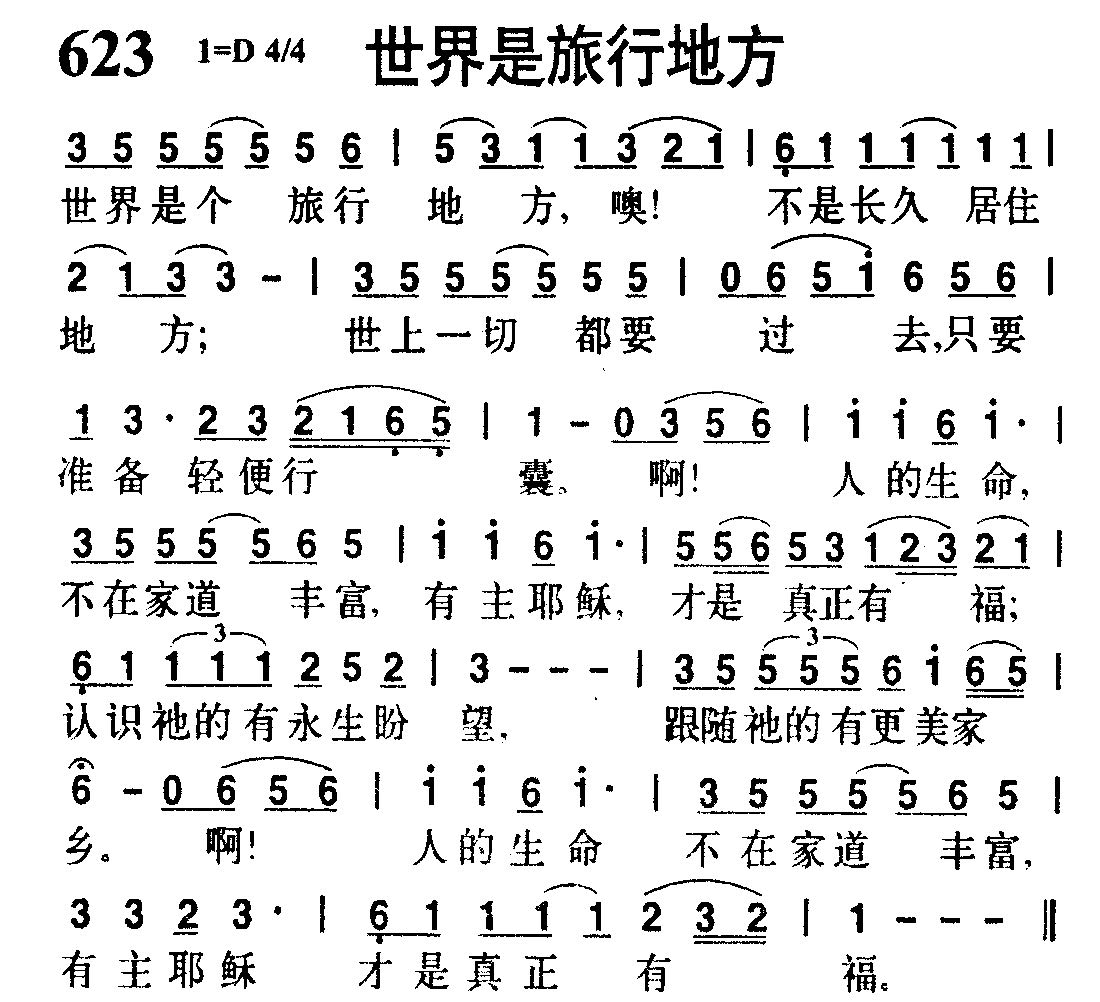 623 1=D 4/4 世界是旅行地方
3 5 5 5 5 5 6 | 5 3 1 1 3 2 1 | 6 1 1 1 1 1 1 |
世界是个 旅行 地 方, 噢! 不是长久 居住
2 1 3 3 - | 3 5 5 5 5 5 5 | 0 6 5 i 6 5 6 |
地 方; 世上一切 都要 过 去,只要
1 3 · 2 3 2 1 6 5 | 1 - 0 3 5 6 | i i 6 i · |
准备 轻便行 囊。 啊! 人的生命,
3 5 5 5 5 6 5 | i i 6 i · | 5 5 6 5 3 1 2 3 2 1 |
不在家道 丰富, 有主耶稣, 才是 真正有 福;
3 3
6 1 1 1 1 2 5 2 | 3 - - - | 3 5 5 5 5 6 i 6 5 |
认识祂的有永生盼 望, 跟随祂的有更美家
6 - 0 6 5 6 | i i 6 i · | 3 5 5 5 5 6 5 |
乡。 啊! 人的生命 不在家道 丰富,
3 3 2 3 · | 6 1 1 1 1 2 3 2 | 1 - - - ‖
有主耶稣 才是真正 有 福。